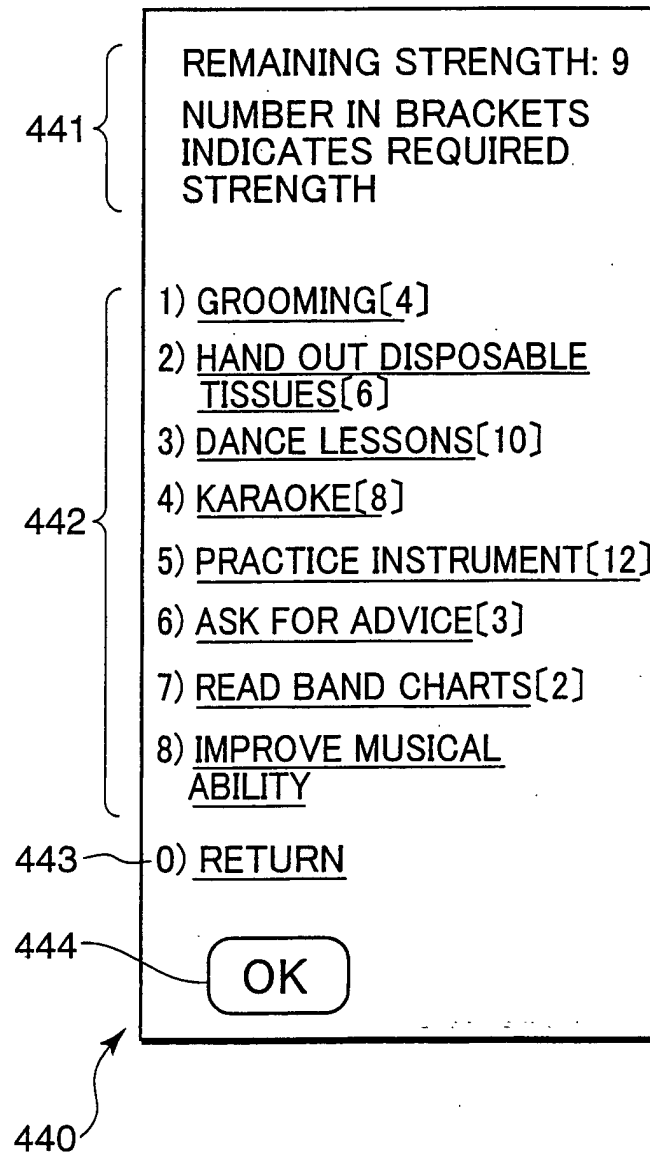 REMAINING STRENGTH: 9
441
NUMBER IN BRACKETS
INDICATES REQUIRED
STRENGTH
442
1) GROOMING[4]
2) HAND OUT DISPOSABLE
TISSUES[6]
3) DANCE LESSONS[10]
4) KARAOKE[8]
5) PRACTICE INSTRUMENT[12]
6) ASK FOR ADVICE[3]
7) READ BAND CHARTS[2]
8) IMPROVE MUSICAL
ABILITY
443 0) RETURN
444 OK
440